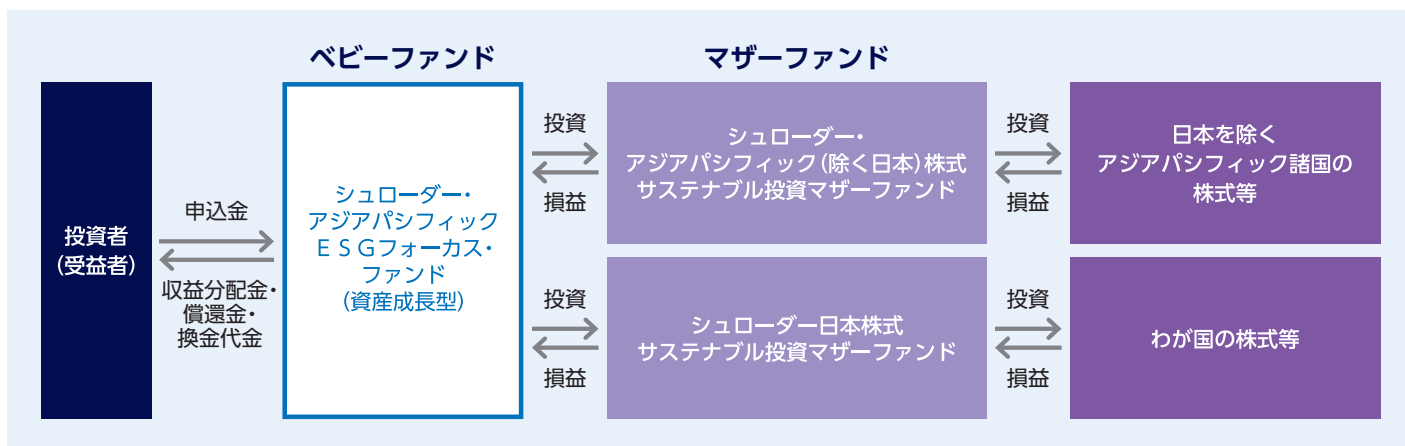 ベビーファンド
マザーファンド
投資者
(受益者)
申込金
収益分配金・
償還金・
換金代金
シュローダー・
アジアパシフィック
ESGフォーカス・
ファンド
(資産成長型)
投資
損益
投資
損益
シュローダー・
アジアパシフィック(除く日本)株式
サステナブル投資マザーファンド
シュローダー日本株式
サステナブル投資マザーファンド
投資
損益
投資
損益
日本を除く
アジアパシフィック諸国の
株式等
わが国の株式等